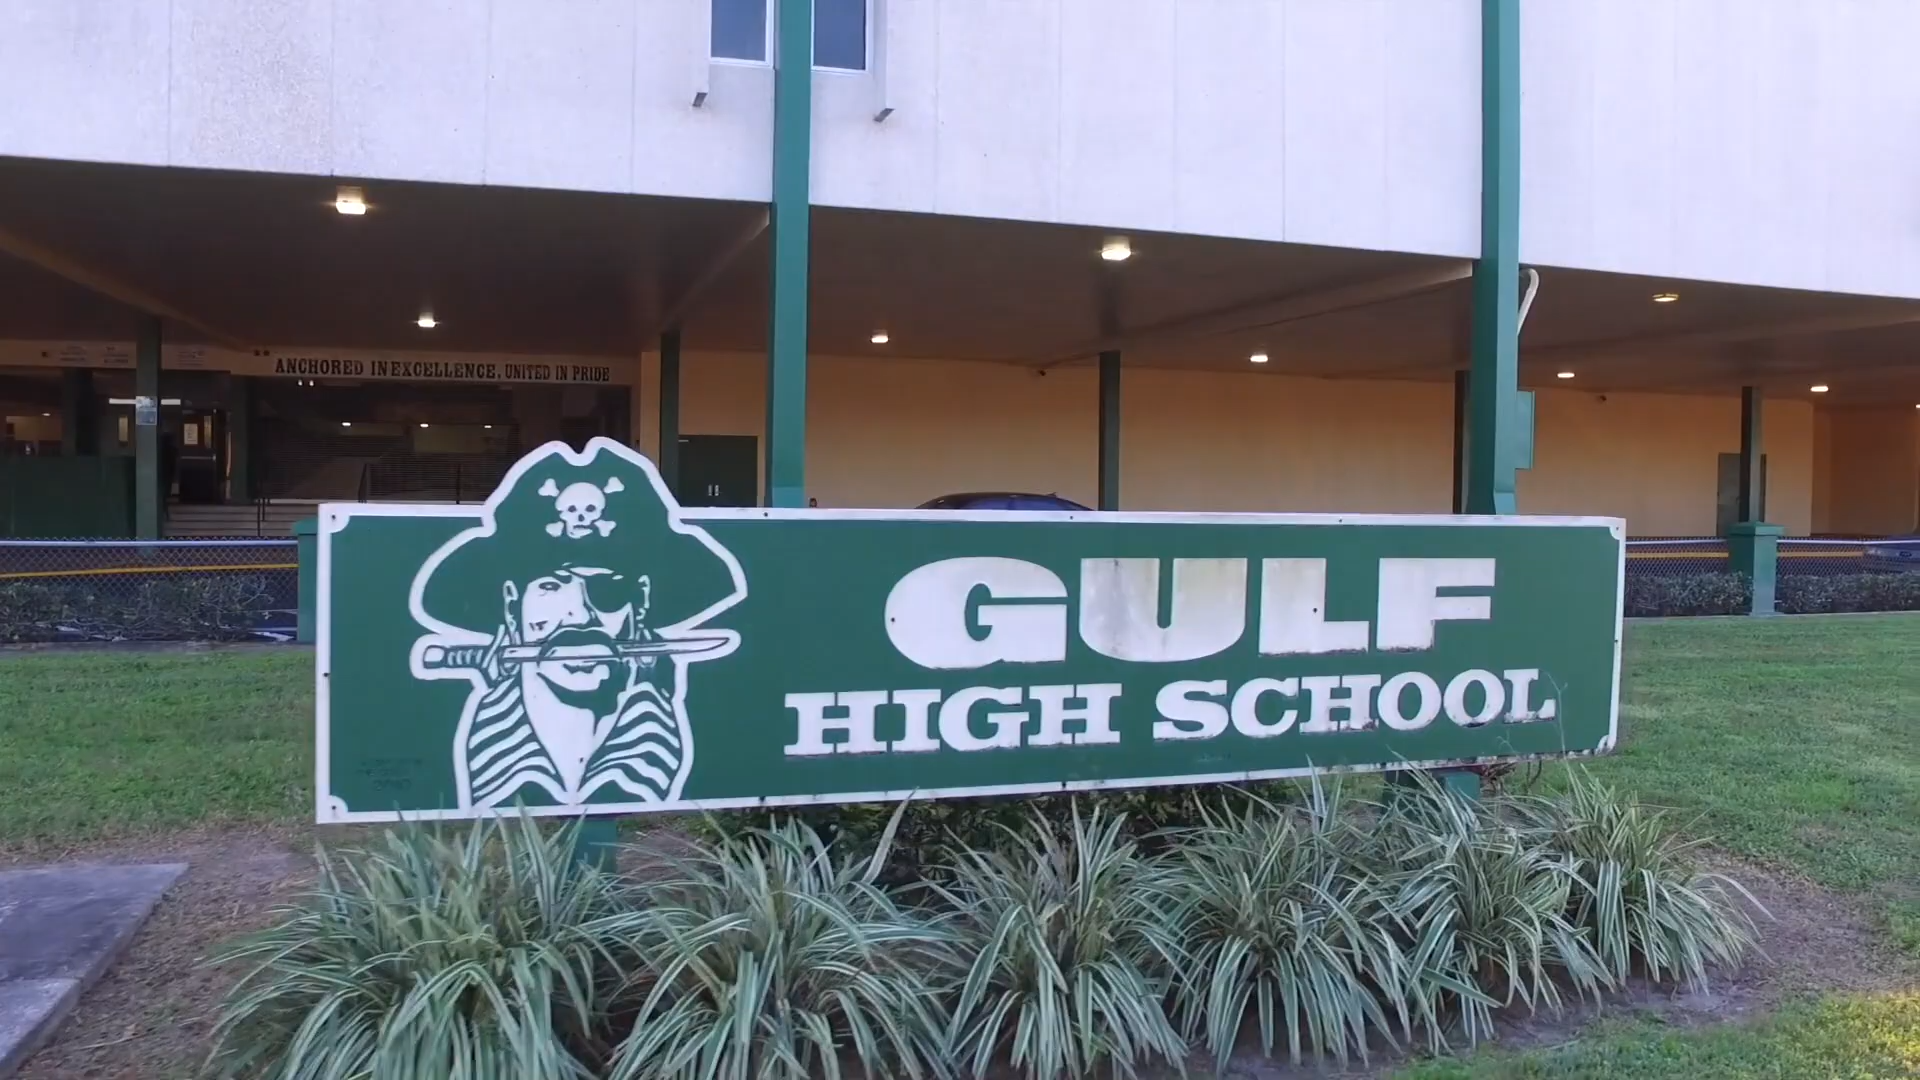 ANCHORED IN EXCELLENCE, UNITED IN PRIDE
GULF
HIGH SCHOOL